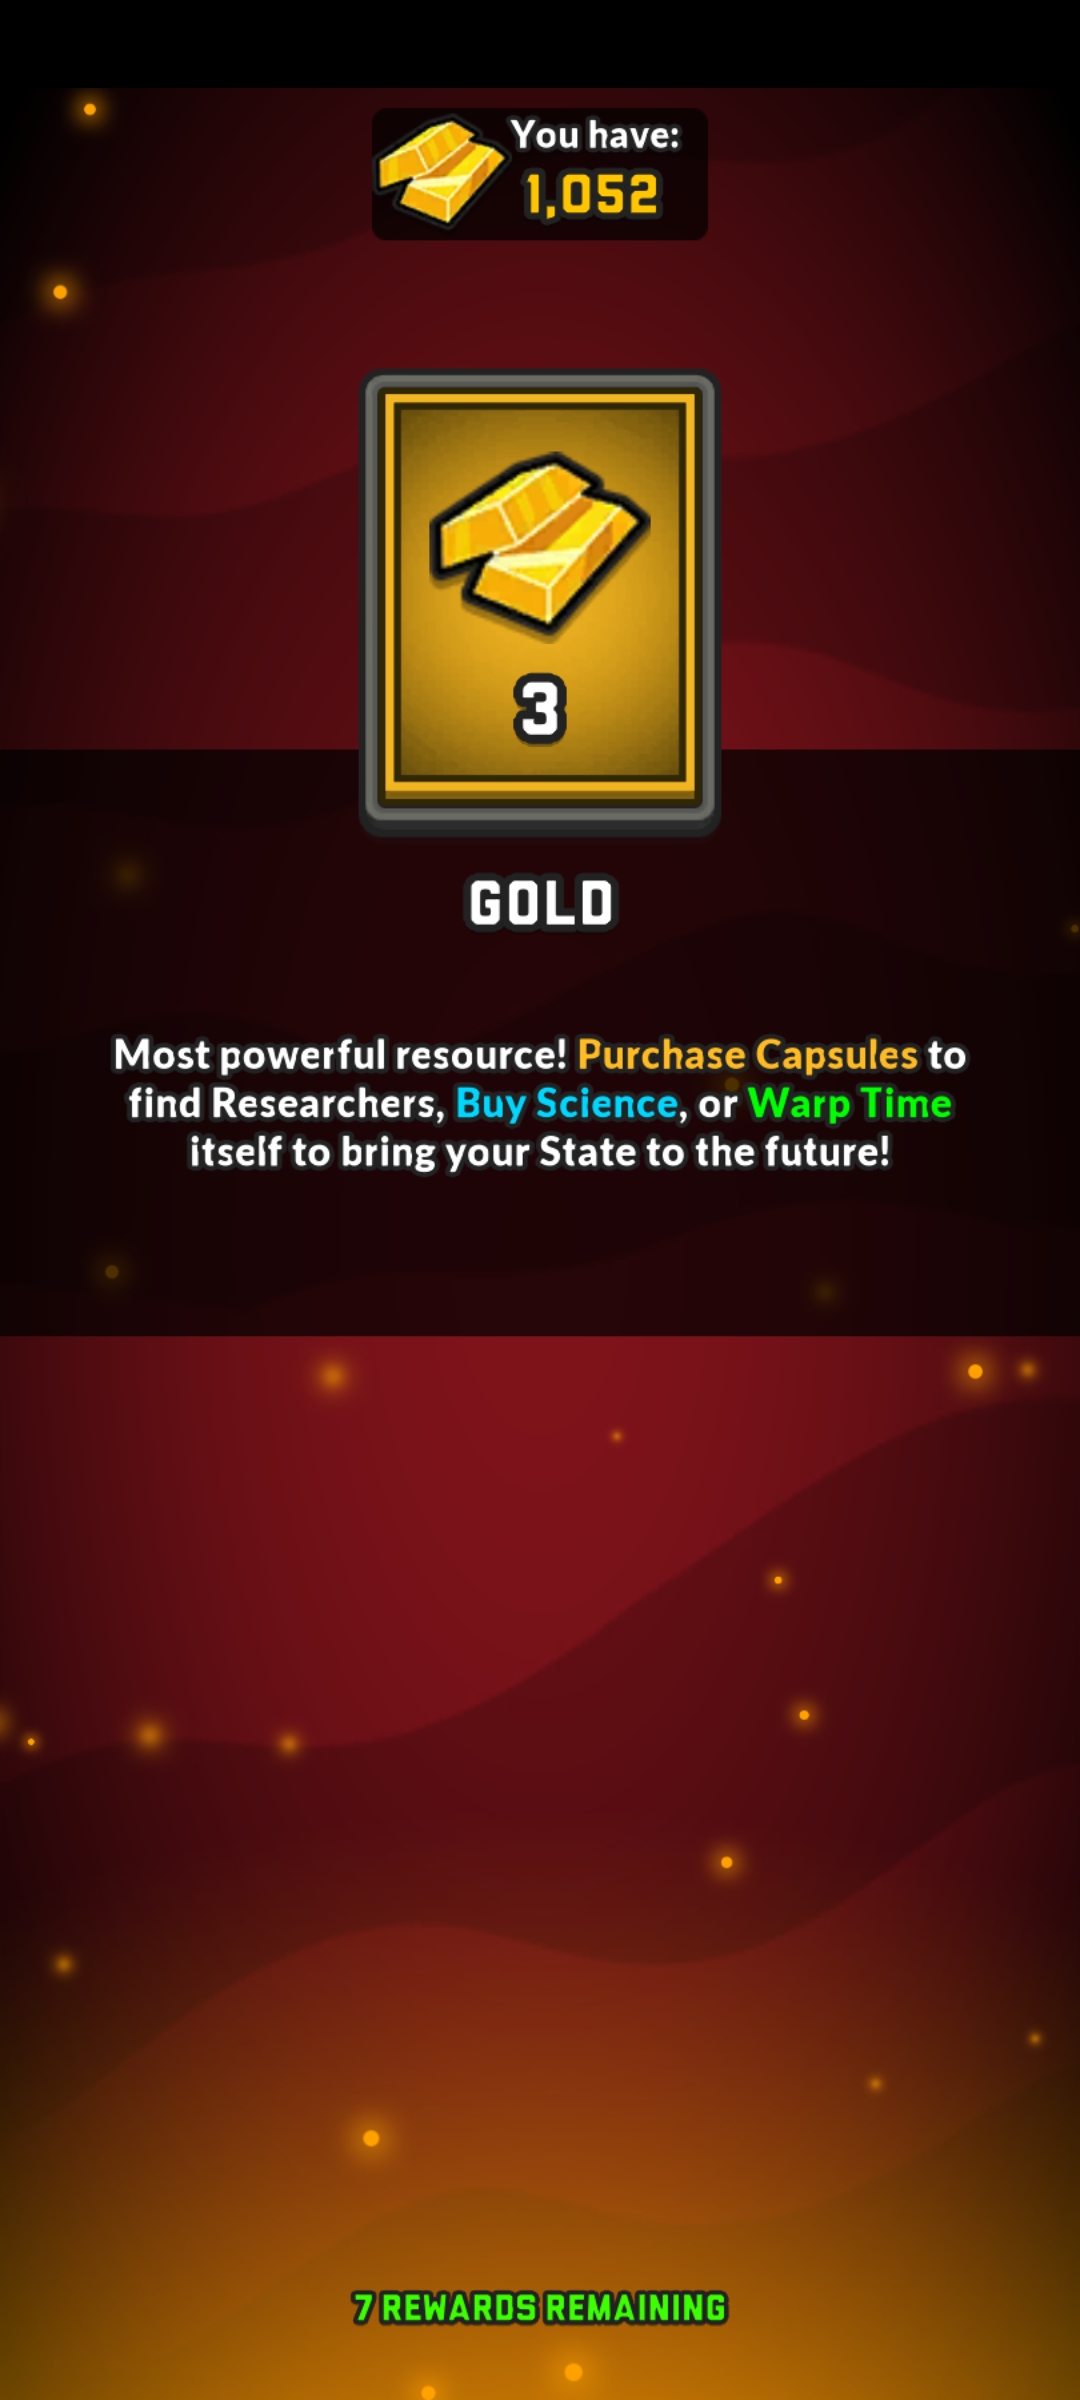 You have:
1,052
3
GOLD
Most powerful resource! Purchase Capsules to
find Researchers, Buy Science, or Warp Time
itself to bring your State to the future!
7 REWARDS REMAINING